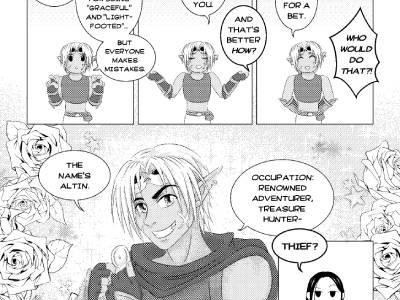 "GRACEFUL"
AND "LIGHT-
FOOTED"...
BUT
EVERYONE
MAKES
MISTAKES.
YOU.
AND
THAT'S
BETTER
HOW?
FOR A
BET.
WHO
WOULD
DO
THAT?!
THE
NAME'S
ALTIN.
OCCUPATION:
RENOWNED
ADVENTURER,
TREASURE
HUNTER-
THIEF?